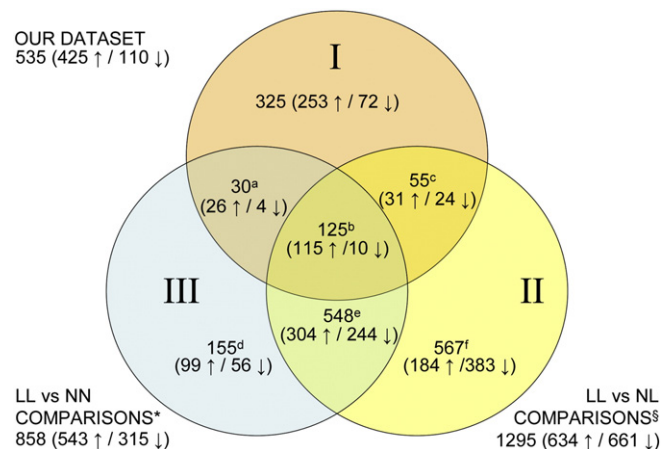 OUR DATASET
535 (425 ↑ / 110 ↓)
I
325 (253 ↑ / 72 ↓)
30ᵃ
(26 ↑ / 4 ↓)
55ᶜ
(31 ↑ / 24 ↓)
125ᵇ
(115 ↑ /10 ↓)
III
II
548ᵉ
(304 ↑ / 244 ↓)
155ᵈ
(99 ↑ / 56 ↓)
567ᶠ
(184 ↑ /383 ↓)
LL vs NN
COMPARISONS*
858 (543 ↑ / 315 ↓)
LL vs NL
COMPARISONS§
1295 (634 ↑ / 661 ↓)